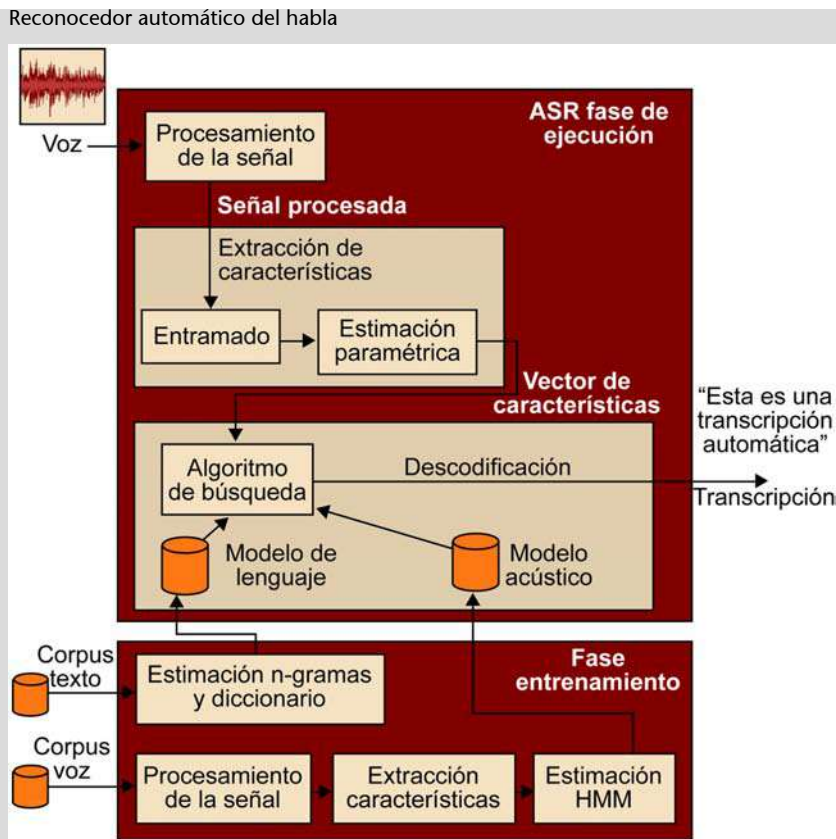 Reconocedor automático del habla
ASR fase de
ejecución
Voz
Procesamiento
de la señal
Señal procesada
Extracción de
características
Entramado
Estimación
paramétrica
Vector de
características
"Esta es una
transcripción
automática"
Algoritmo
de búsqueda
Descodificación
Transcripción
Modelo de
lenguaje
Modelo
acústico
Fase
entrenamiento
Corpus
texto
Estimación n-gramas
y diccionario
Corpus
voz
Procesamiento
de la señal
Extracción
características
Estimación
HMM